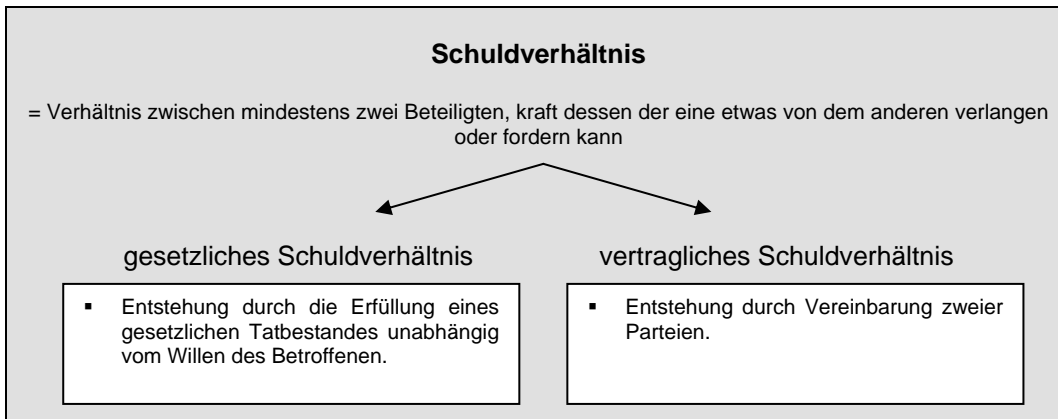 Schuldverhältnis
= Verhältnis zwischen mindestens zwei Beteiligten, kraft dessen der eine etwas von dem anderen verlangen
oder fordern kann
gesetzliches Schuldverhältnis
▪ Entstehung durch die Erfüllung eines
gesetzlichen Tatbestandes unabhängig
vom Willen des Betroffenen.
vertragliches Schuldverhältnis
▪ Entstehung durch Vereinbarung zweier
Parteien.